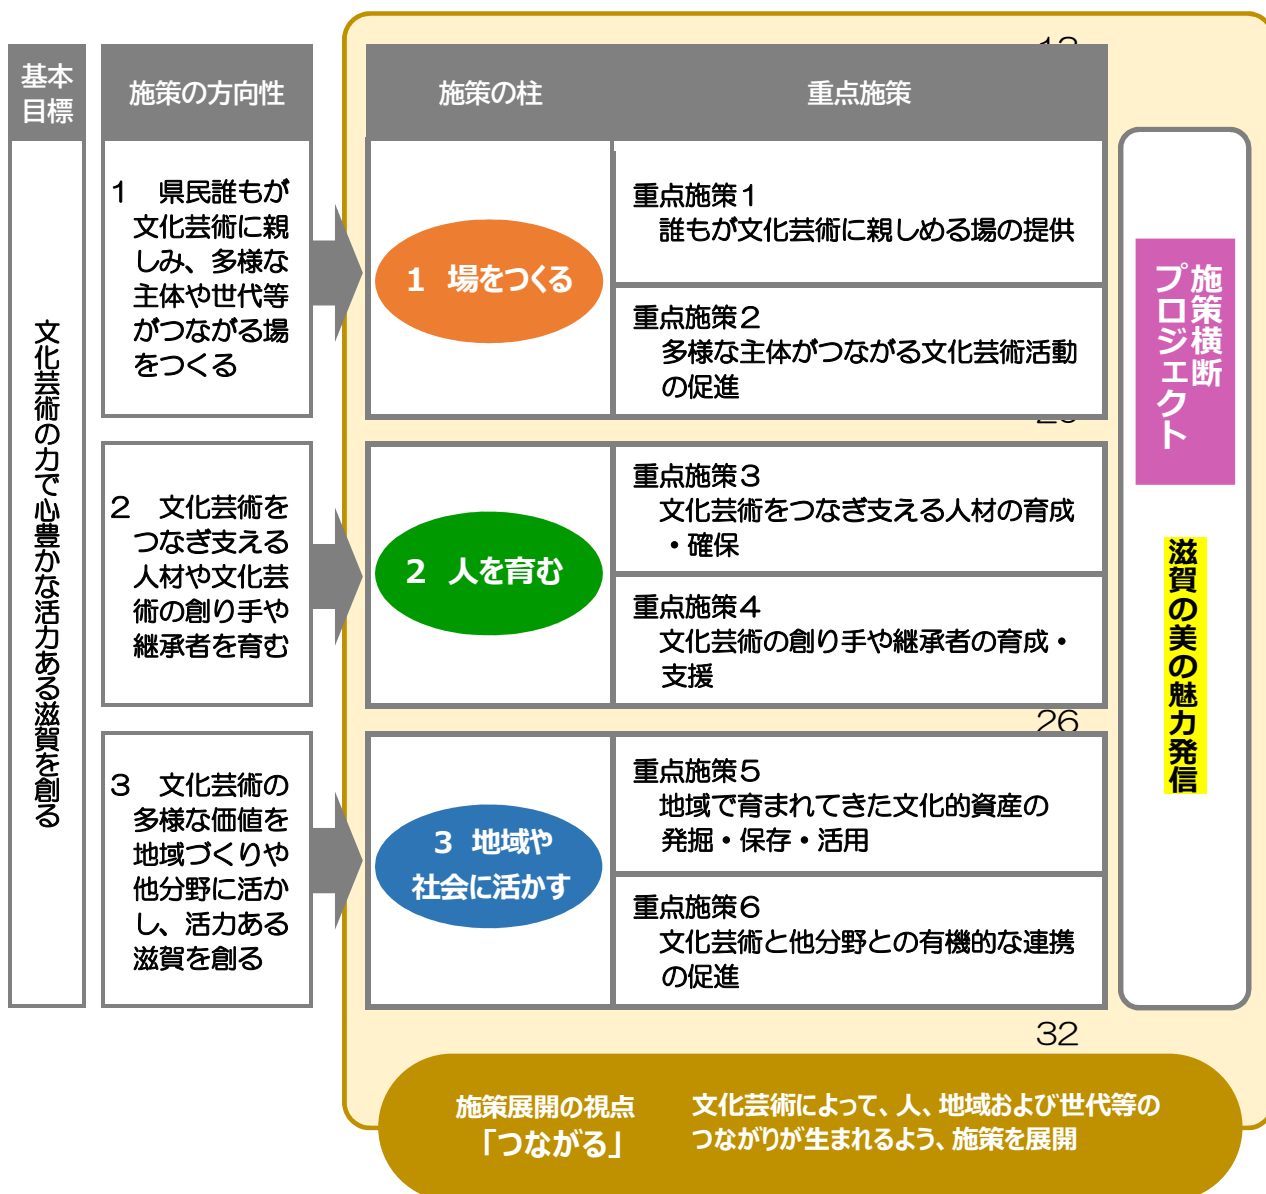 基本
目標
施策の方向性
施策の柱
重点施策
文化芸術の力で心豊かな活力ある滋賀を創る
1　県民誰もが
文化芸術に親
しみ、多様な
主体や世代等
がつながる場
をつくる
1 場をつくる
重点施策1
誰もが文化芸術に親しめる場の提供
重点施策2
多様な主体がつながる文化芸術活動
の促進
2　文化芸術を
つなぎ支える
人材や文化芸
術の創り手や
継承者を育む
2 人を育む
重点施策3
文化芸術をつなぎ支える人材の育成
・確保
重点施策4
文化芸術の創り手や継承者の育成・
支援
26
3　文化芸術の
多様な価値を
地域づくりや
他分野に活か
し、活力ある
滋賀を創る
3 地域や
社会に活かす
重点施策5
地域で育まれてきた文化的資産の
発掘・保存・活用
重点施策6
文化芸術と他分野との有機的な連携
の促進
32
施策横断
プロジェクト
滋賀の美の魅力発信
施策展開の視点
「つながる」
文化芸術によって、人、地域および世代等の
つながりが生まれるよう、施策を展開